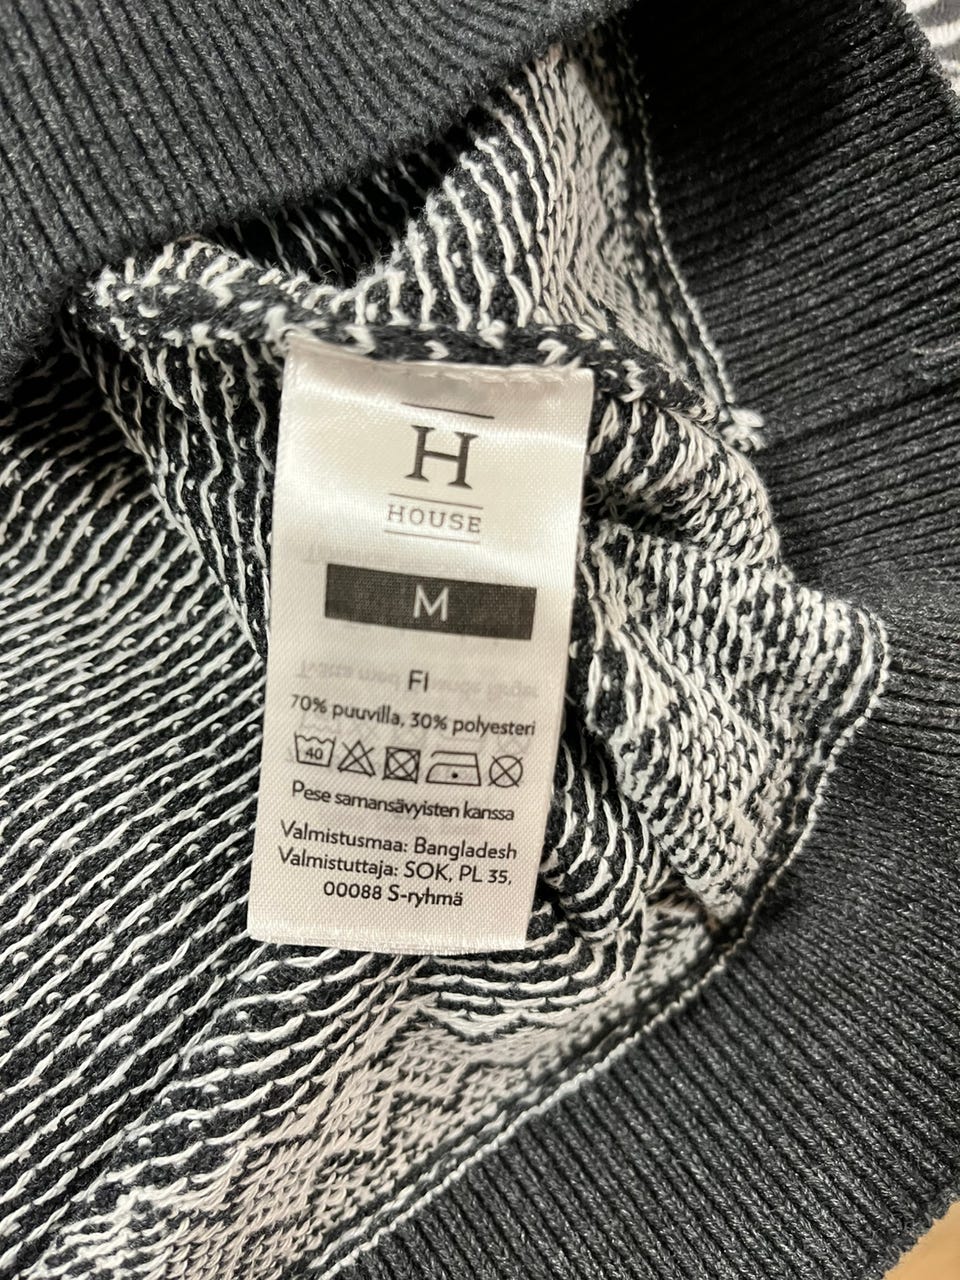 H
HOUSE
M
FI
70% puuvilla, 30% polyesteri
40
Pese samansävyisten kanssa
Valmistusmaa: Bangladesh
Valmistuttaja: SOK, PL 35,
00088 S-ryhmä